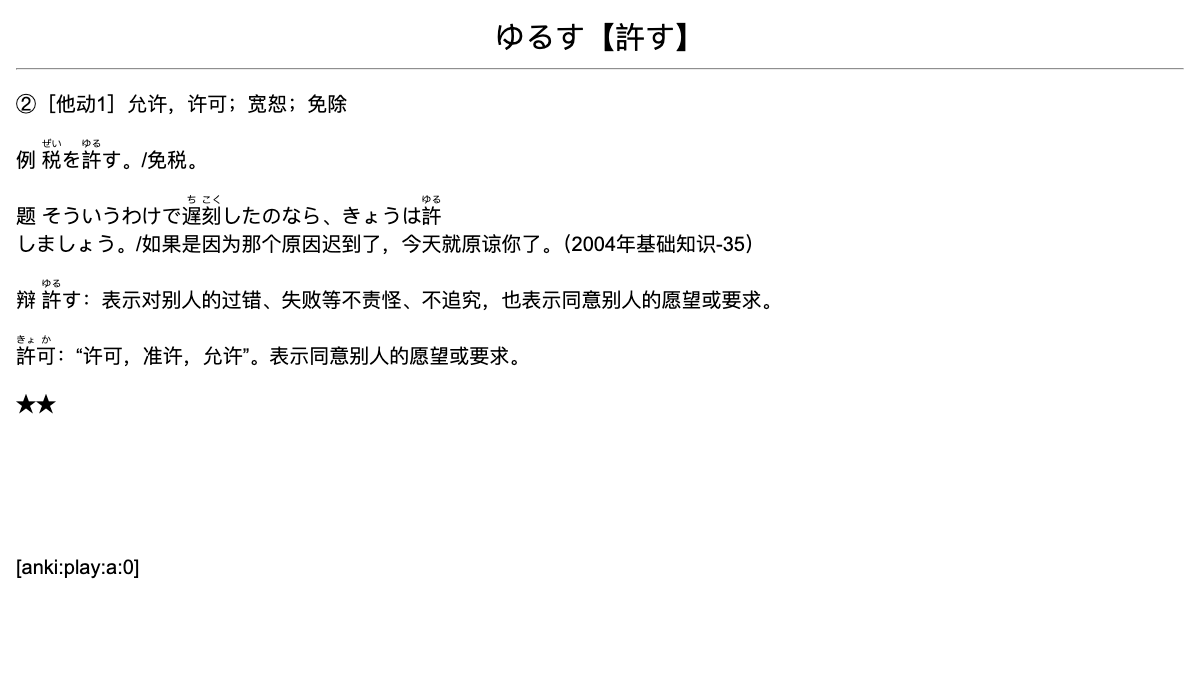 ゆるす【許す】
②［他动1］允许，许可；宽恕；免除
ぜい ゆる
例 税を許す。/免税。
ち こく ゆる
题 そういうわけで遅刻したのなら、きょうは許
しましょう。/如果是因为那个原因迟到了，今天就原谅你了。（2004年基础知识-35）
ゆる
辩 許す：表示对别人的过错、失败等不责怪、不追究，也表示同意别人的愿望或要求。
きょ か
許可：“许可，准许，允许”。表示同意别人的愿望或要求。
★★
[anki:play:a:0]